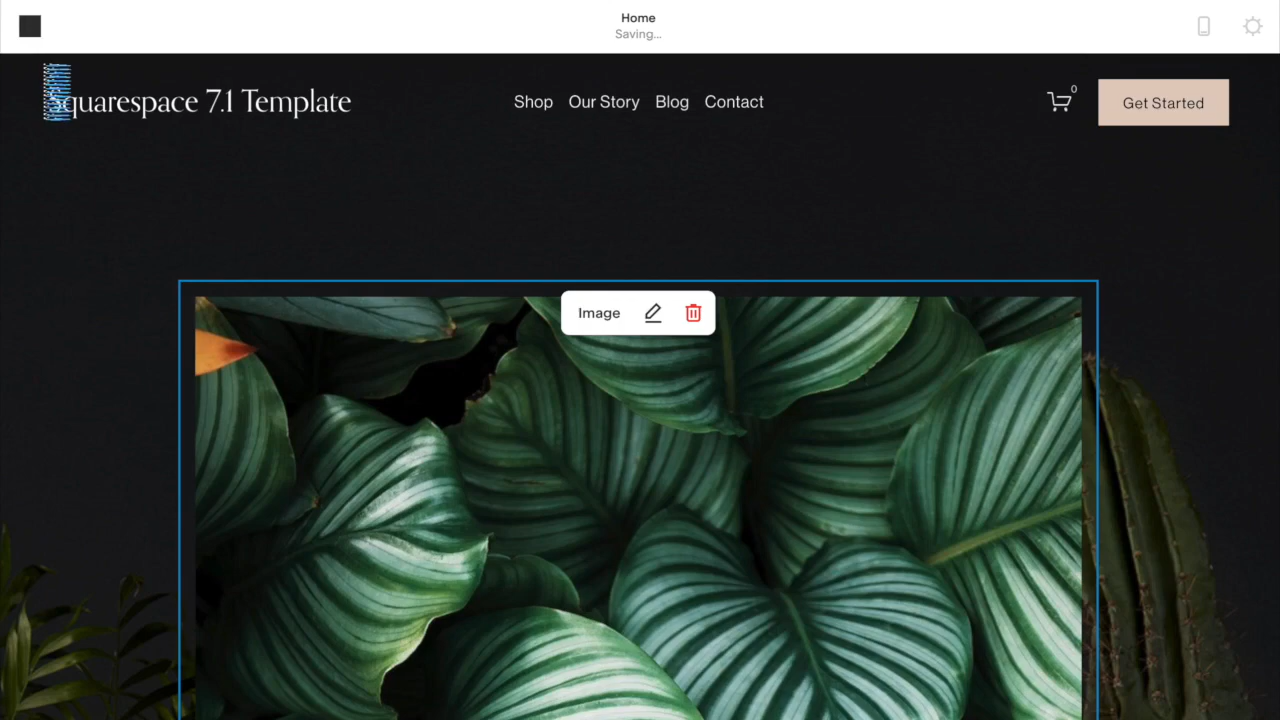 Home
Saving...
Squarespace 7.1 Template
Shop Our Story Blog Contact
0
Get Started
Image